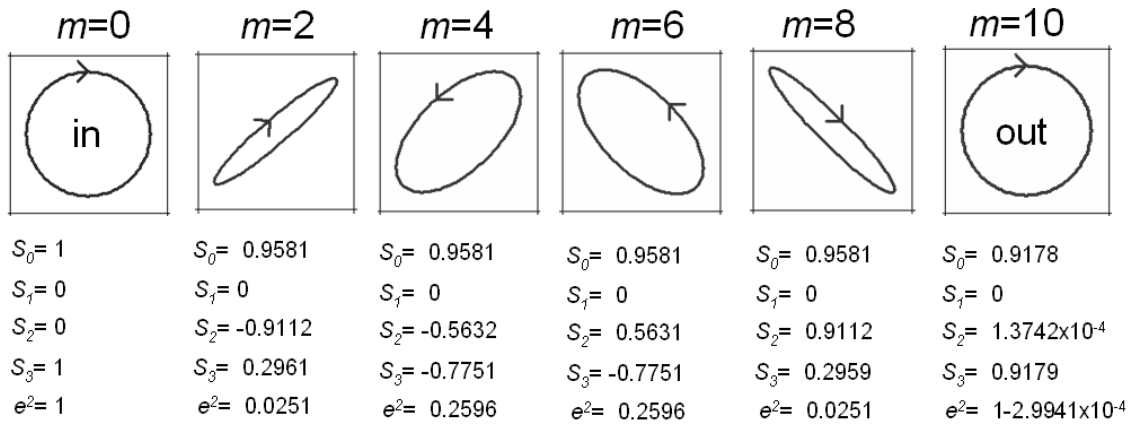 m=0 m=2 m=4 m=6 m=8 m=10
in out
S₀= 1 S₀= 0.9581 S₀= 0.9581 S₀= 0.9581 S₀= 0.9581 S₀= 0.9178
S₁= 0 S₁= 0 S₁= 0 S₁= 0 S₁= 0 S₁= 0
S₂= 0 S₂= -0.9112 S₂= -0.5632 S₂= 0.5631 S₂= 0.9112 S₂= 1.3742x10⁻⁴
S₃= 1 S₃= 0.2961 S₃= -0.7751 S₃= -0.7751 S₃= 0.2959 S₃= 0.9179
e²= 1 e²= 0.0251 e²= 0.2596 e²= 0.2596 e²= 0.0251 e²= 1-2.9941x10⁻⁴